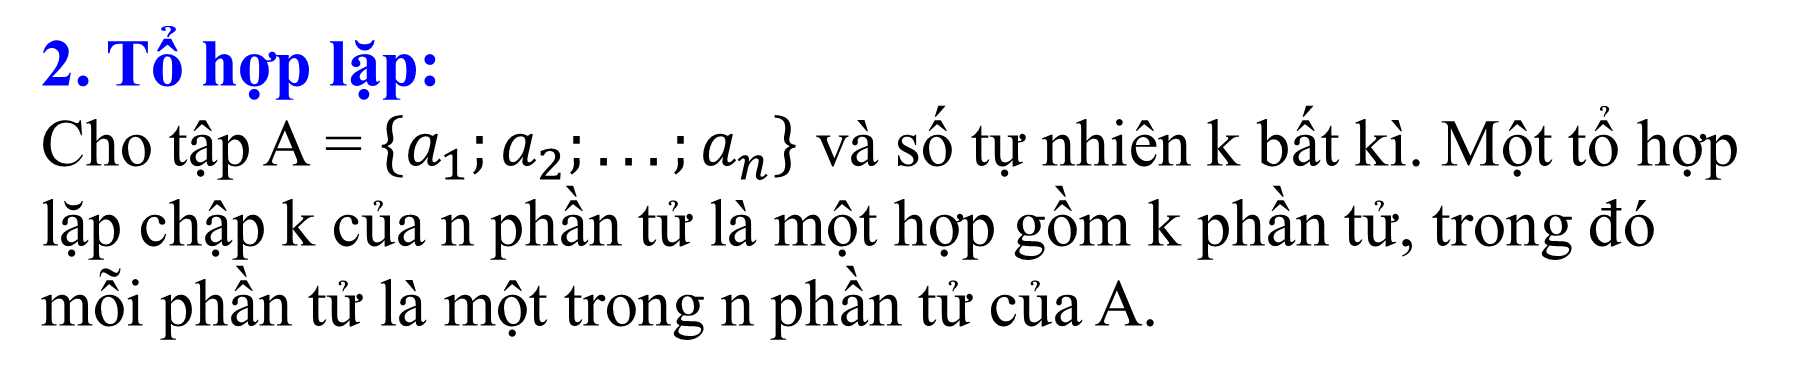 2. Tổ hợp lặp:
Cho tập A = {a₁; a₂; . . . ; aₙ} và số tự nhiên k bất kì. Một tổ hợp
lặp chập k của n phần tử là một hợp gồm k phần tử, trong đó
mỗi phần tử là một trong n phần tử của A.